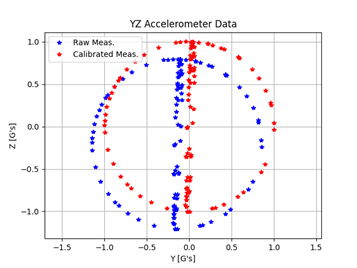 YZ Accelerometer Data
Raw Meas.
Calibrated Meas.
1.0
0.5
0.0
−0.5
−1.0
Z [G's]
−1.5 −1.0 −0.5 0.0 0.5 1.0 1.5
Y [G's]